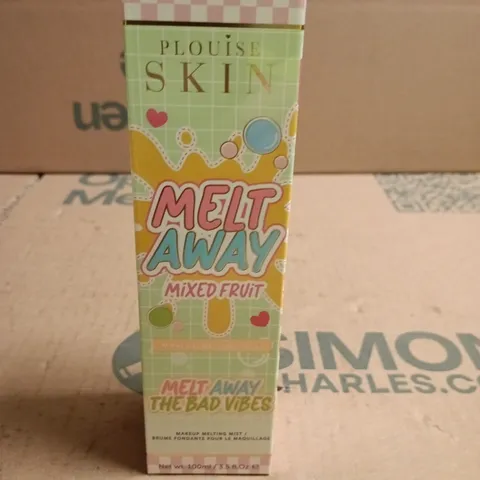 PLOUISE
SKIN
MELT
AWAY
MIXED FRUIT
MELT AWAY
THE BAD VIBES
MAKEUP MELTING MIST /
BRUME FONDANTE POUR LE MAQUILLAGE
Net wt. 100ml / 3.5 fl.oz
SIMON
CHARLES.CO